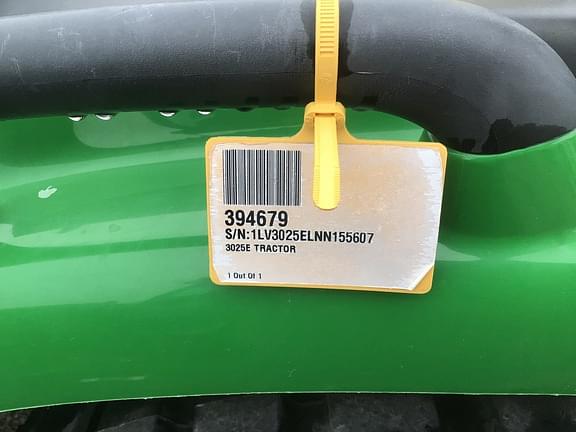 394679
S/N:1LV3025ELNN155607
3025E TRACTOR
1 Out Of 1